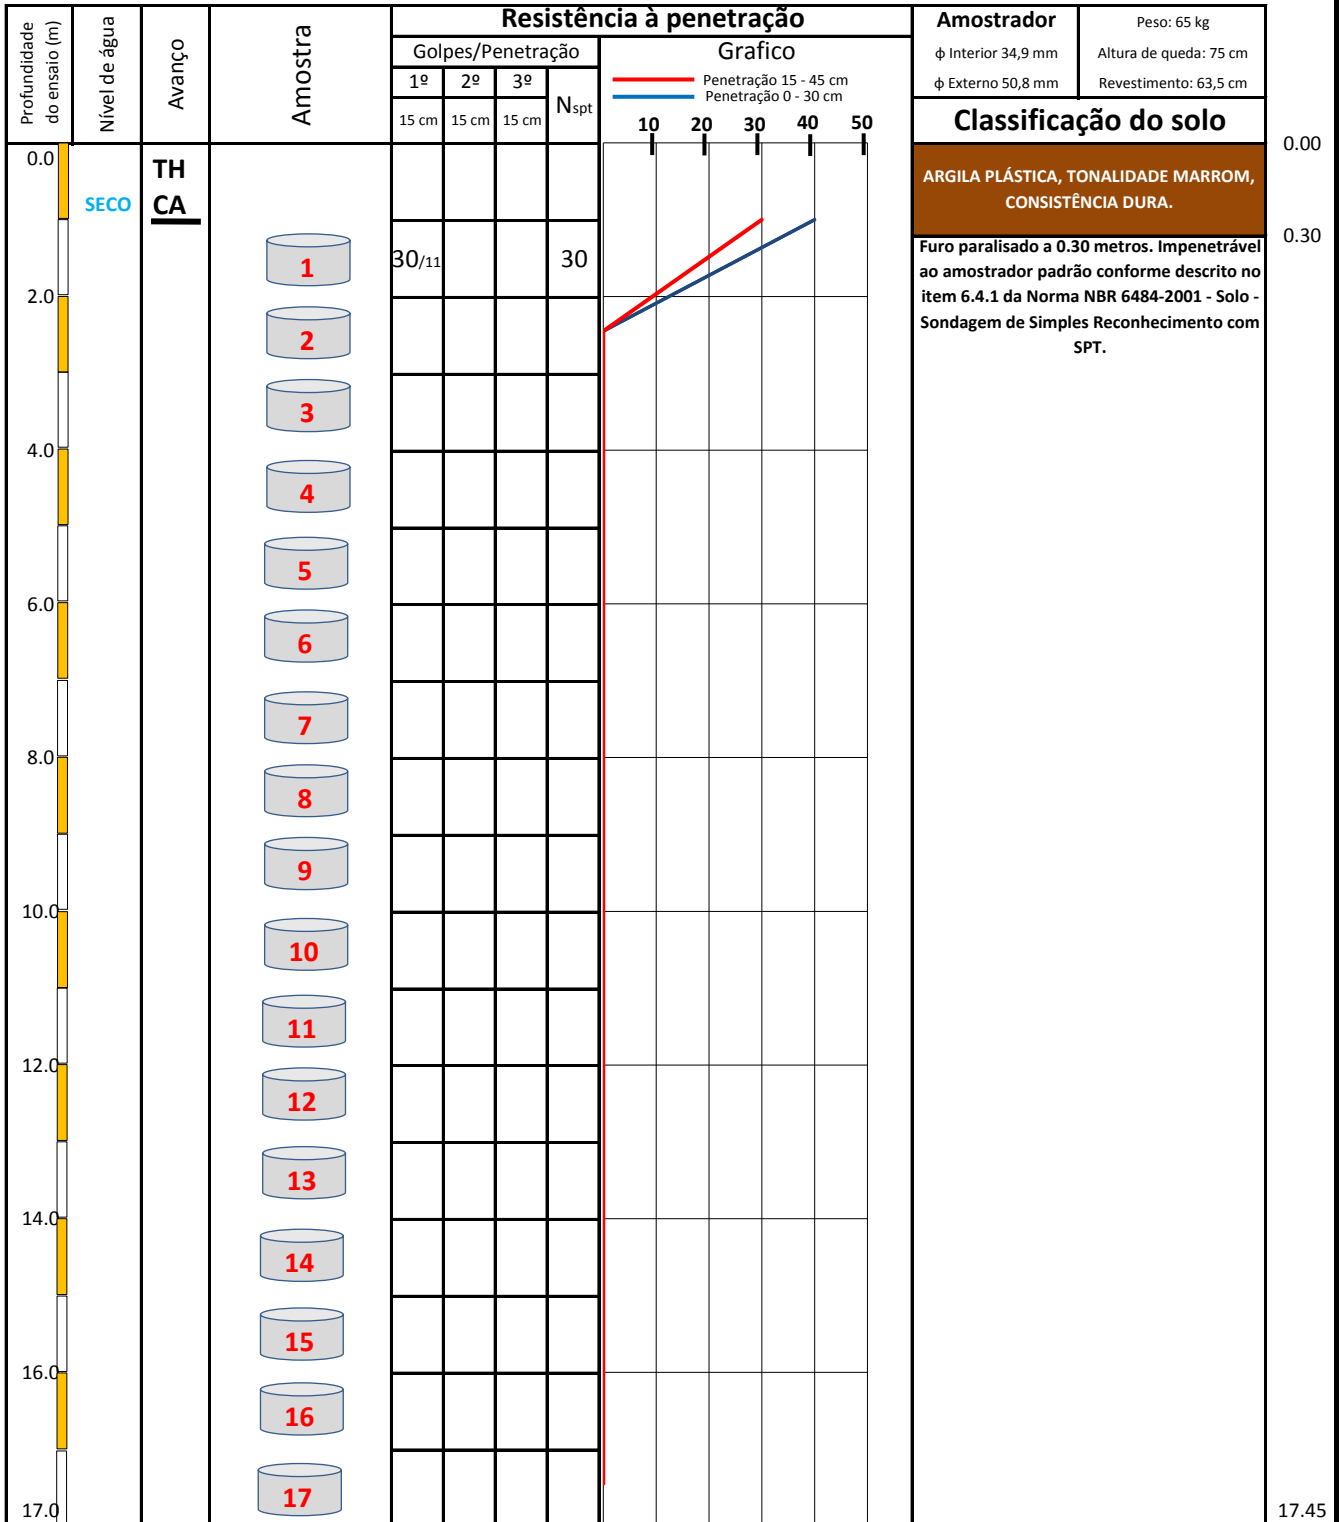 Profundidade
do ensaio (m)
Nível de água
Avanço
Amostra
Resistência à penetração
Golpes/Penetração
1º 2º 3º
Nspt
15 cm 15 cm 15 cm
Grafico
Penetração 15 - 45 cm
Penetração 0 - 30 cm
10 20 30 40 50
Amostrador
ф Interior 34,9 mm
ф Externo 50,8 mm
Peso: 65 kg
Altura de queda: 75 cm
Revestimento: 63,5 cm
Classificação do solo
0.00
0.0
TH
SECO CA
ARGILA PLÁSTICA, TONALIDADE MARROM,
CONSISTÊNCIA DURA.
0.30
1 30/11 30
Furo paralisado a 0.30 metros. Impenetrável
ao amostrador padrão conforme descrito no
item 6.4.1 da Norma NBR 6484-2001 - Solo -
Sondagem de Simples Reconhecimento com
SPT.
2.0
2
3
4.0
4
5
6.0
6
7
8.0
8
9
10.0
10
11
12.0
12
13
14.0
14
15
16.0
16
17
17.0
17.45